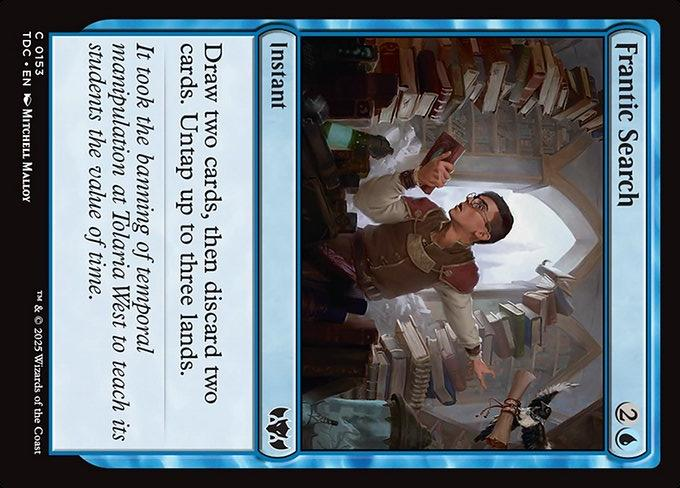 Frantic Search 2
Instant
Draw two cards, then discard two
cards. Untap up to three lands.
It took the banning of temporal
manipulation at Tolaria West to teach its
students the value of time.
C 0153
TDC • EN Mitchell Malloy
™ & © 2025 Wizards of the Coast